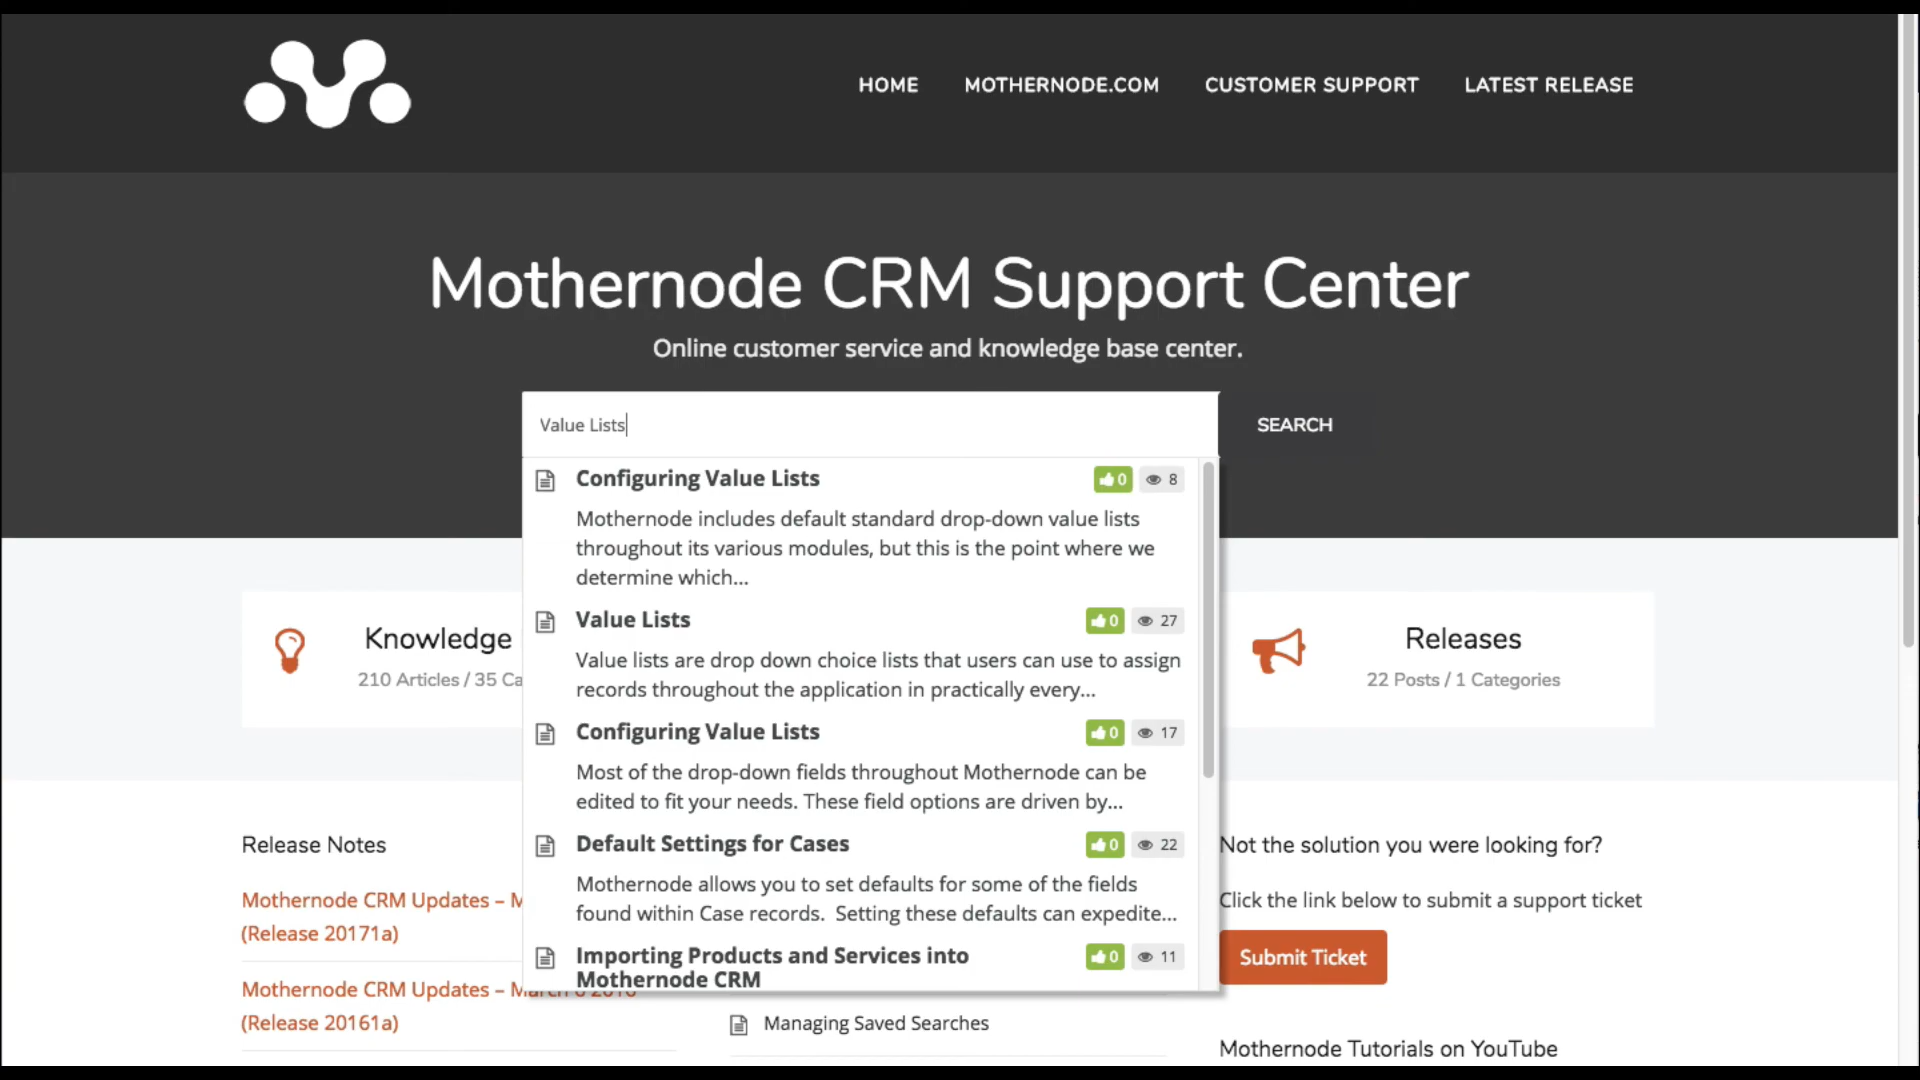 HOME MOTHERNODE.COM CUSTOMER SUPPORT LATEST RELEASE
Mothernode CRM Support Center
Online customer service and knowledge base center.
Value Lists
SEARCH
Configuring Value Lists
0 8
Mothernode includes default standard drop-down value lists
throughout its various modules, but this is the point where we
determine which...
Value Lists
0 27
Value lists are drop down choice lists that users can use to assign
records throughout the application in practically every...
Configuring Value Lists
0 17
Most of the drop-down fields throughout Mothernode can be
edited to fit your needs. These field options are driven by...
Default Settings for Cases
0 22
Mothernode allows you to set defaults for some of the fields
found within Case records. Setting these defaults can expedite...
Importing Products and Services into
Mothernode CRM
0 11
Knowledge
210 Articles / 35 Ca
Releases
22 Posts / 1 Categories
Release Notes
Mothernode CRM Updates – M
(Release 20171a)
Mothernode CRM Updates –
(Release 20161a)
Managing Saved Searches
Not the solution you were looking for?
Click the link below to submit a support ticket
Submit Ticket
Mothernode Tutorials on YouTube